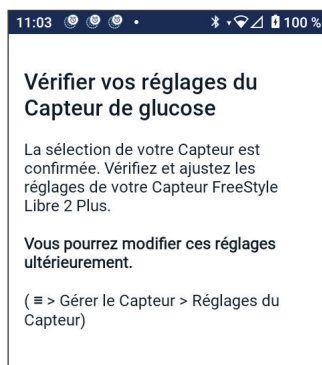 11:03 100 %
Vérifier vos réglages du
Capteur de glucose
La sélection de votre Capteur est
confirmée. Vérifiez et ajustez les
réglages de votre Capteur FreeStyle
Libre 2 Plus.
Vous pourrez modifier ces réglages
ultérieurement.
( ≡ > Gérer le Capteur > Réglages du
Capteur)